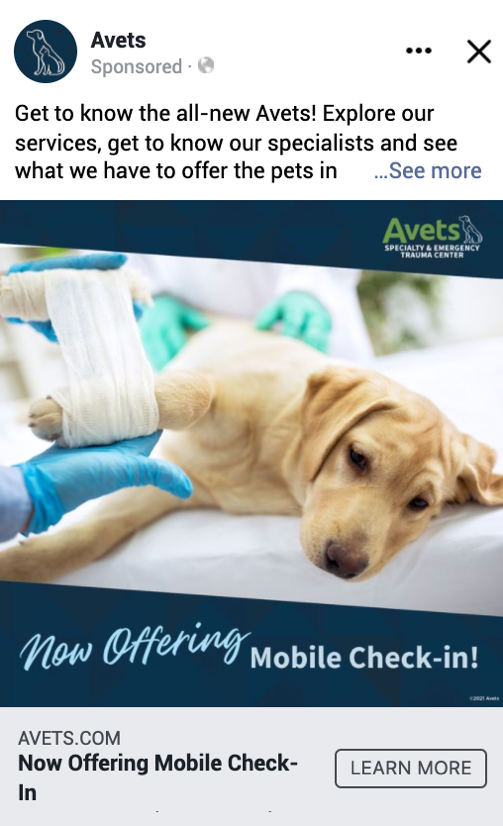 Avets
Sponsored ·
Get to know the all-new Avets! Explore our
services, get to know our specialists and see
what we have to offer the pets in ...See more
Avets
SPECIALTY & EMERGENCY
TRAUMA CENTER
Now Offering Mobile Check-in!
©2021 Avets
AVETS.COM
Now Offering Mobile Check-
In
LEARN MORE